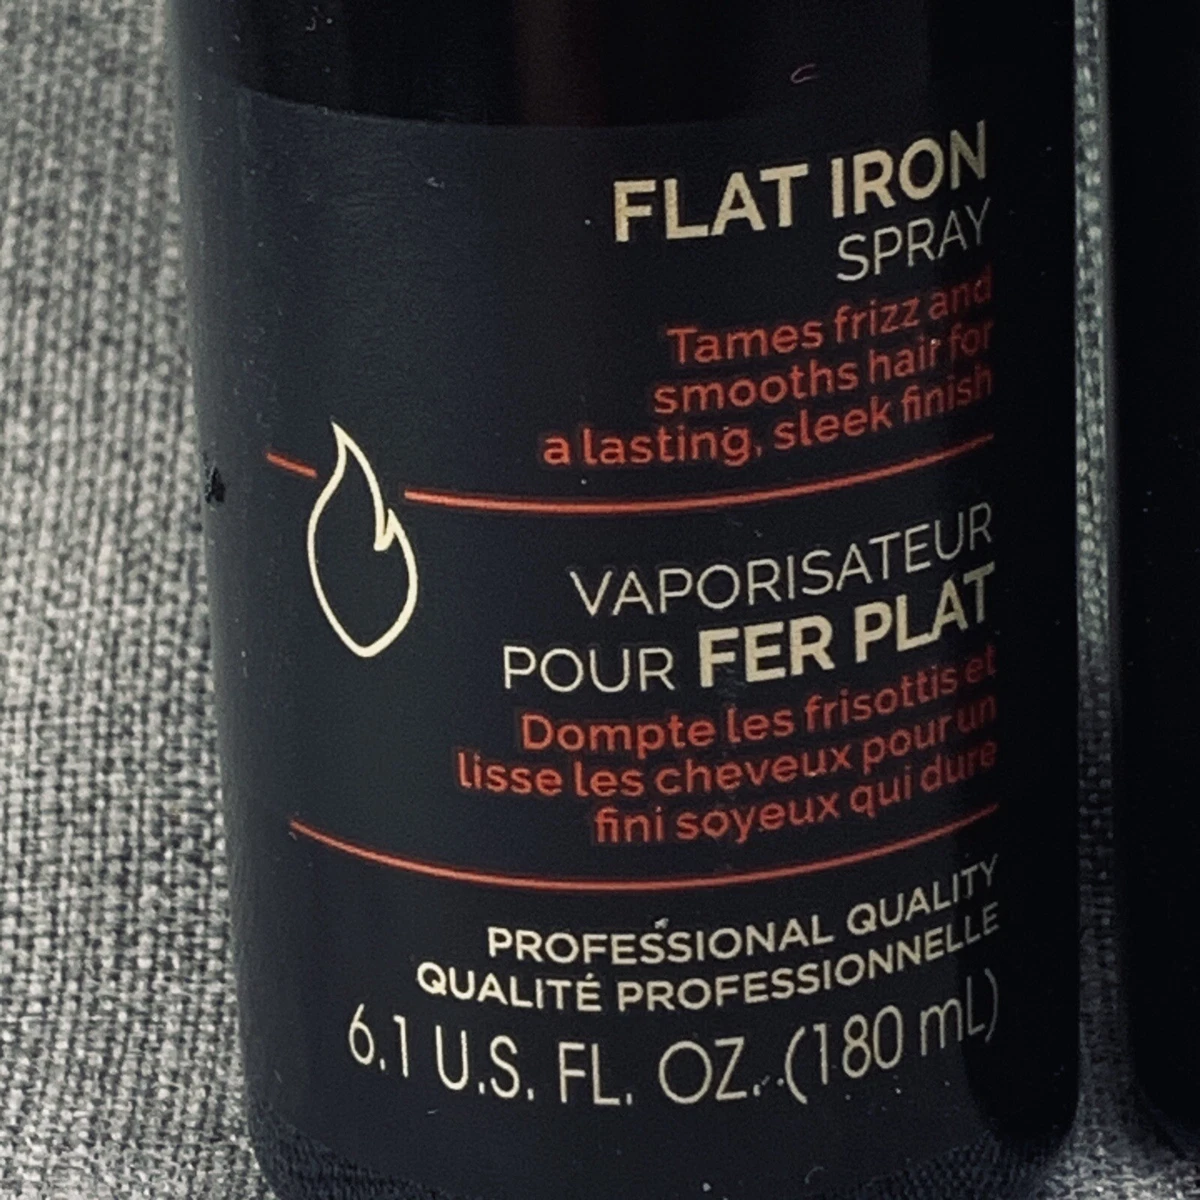 FLAT IRON
SPRAY
Tames frizz and
smooths hair for
a lasting, sleek finish
VAPORISATEUR
POUR FER PLAT
Dompte les frisottis et
lisse les cheveux pour un
fini soyeux qui dure
PROFESSIONAL QUALITY
QUALITÉ PROFESSIONNELLE
6.1 U.S. FL. OZ. (180 mL)